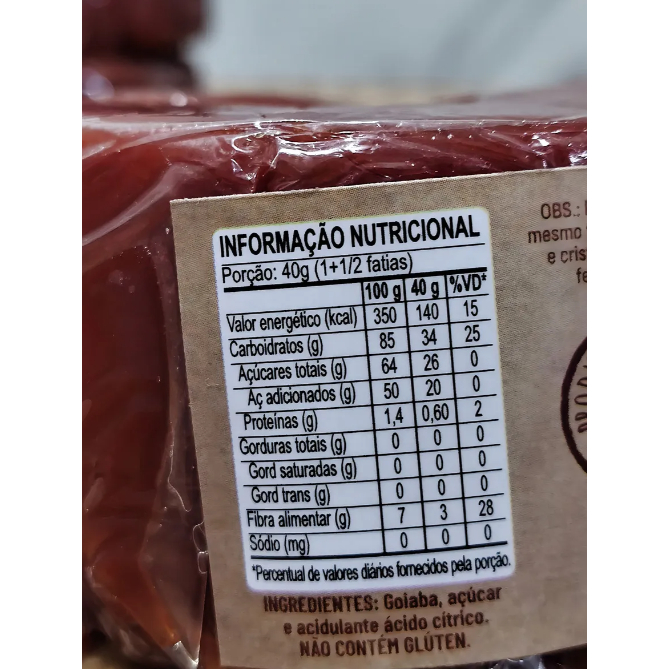 INFORMAÇÃO NUTRICIONAL
Porção: 40g (1+1/2 fatias)
100 g 40 g %VD*
Valor energético (kcal) 350 140 15
Carboidratos (g) 85 34 25
Açúcares totais (g) 64 26 0
Aç adicionados (g) 50 20 0
Proteínas (g) 1,4 0,60 2
Gorduras totais (g) 0 0 0
Gord saturadas (g) 0 0 0
Gord trans (g) 0 0 0
Fibra alimentar (g) 7 3 28
Sódio (mg) 0 0 0
*Percentual de valores diários fornecidos pela porção.
INGREDIENTES: Goiaba, açúcar
e acidulante ácido cítrico.
NÃO CONTÉM GLÚTEN.
OBS.:
mesmo
e cris
fe